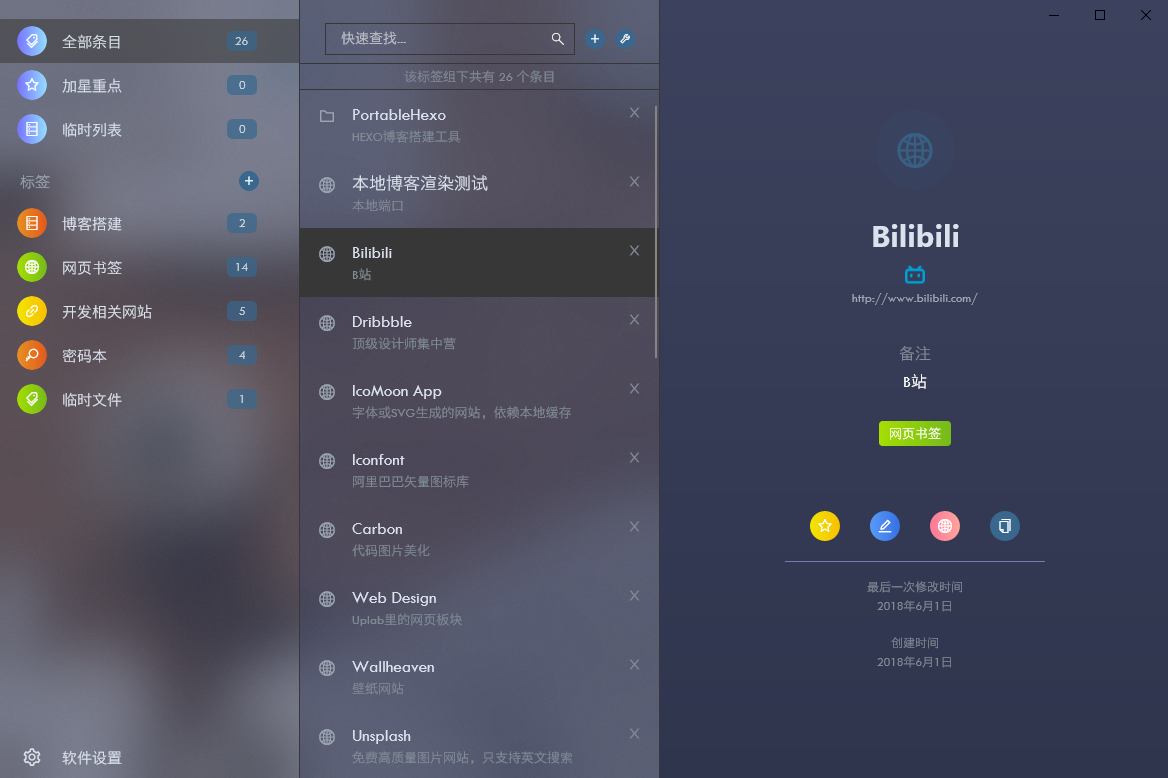 全部条目 26
加星重点 0
临时列表 0
标签
博客搭建 2
网页书签 14
开发相关网站 5
密码本 4
临时文件 1
软件设置
快速查找...
该标签组下共有 26 个条目
PortableHexo
HEXO博客搭建工具
本地博客渲染测试
本地端口
Bilibili
B站
Dribbble
顶级设计师集中营
IcoMoon App
字体或SVG生成的网站，依赖本地缓存
Iconfont
阿里巴巴矢量图标库
Carbon
代码图片美化
Web Design
Uplab里的网页板块
Wallheaven
壁纸网站
Unsplash
免费高质量图片网站，只支持英文搜索
Bilibili
http://www.bilibili.com/
备注
B站
网页书签
最后一次修改时间
2018年6月1日
创建时间
2018年6月1日